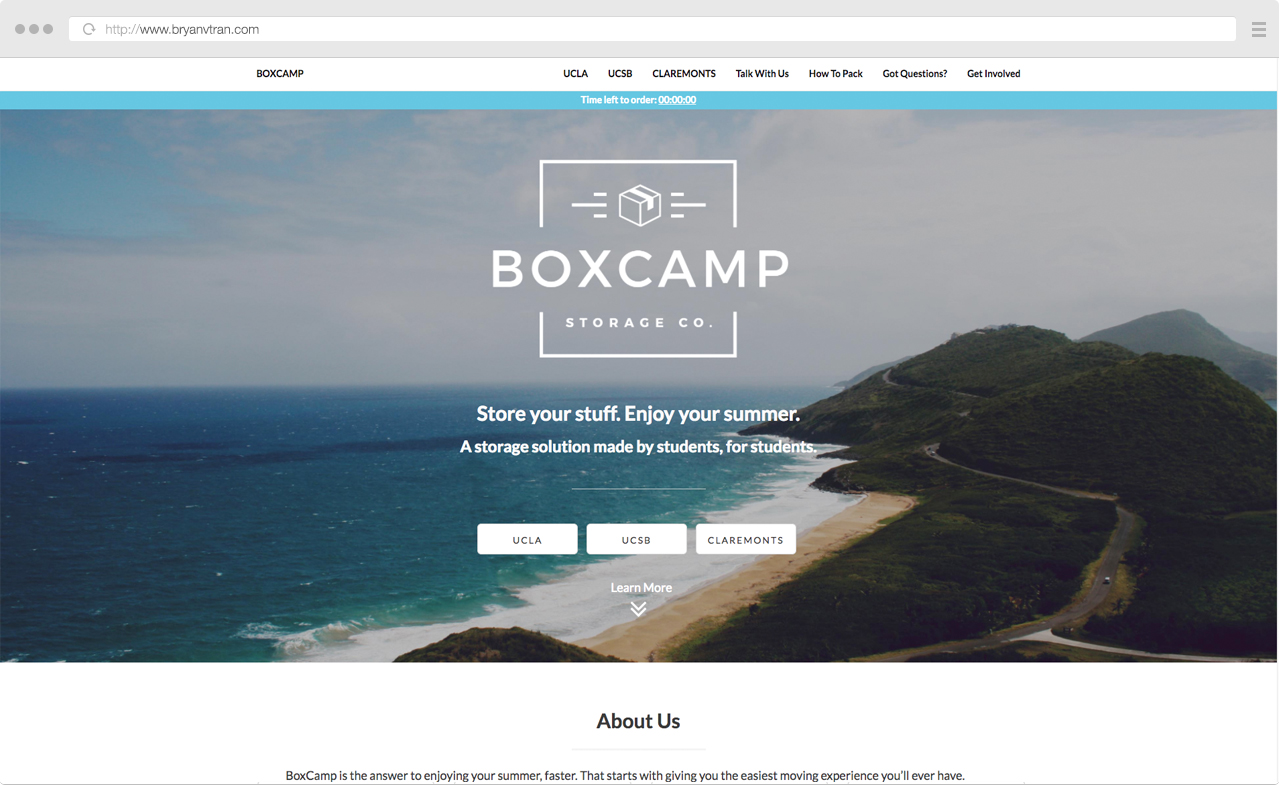 http://www.bryanvtran.com
BOXCAMP UCLA UCSB CLAREMONTS Talk With Us How To Pack Got Questions? Get Involved
Time left to order: 00:00:00
BOXCAMP
STORAGE CO.
Store your stuff. Enjoy your summer.
A storage solution made by students, for students.
UCLA UCSB CLAREMONTS
Learn More
About Us
BoxCamp is the answer to enjoying your summer, faster. That starts with giving you the easiest moving experience you'll ever have.